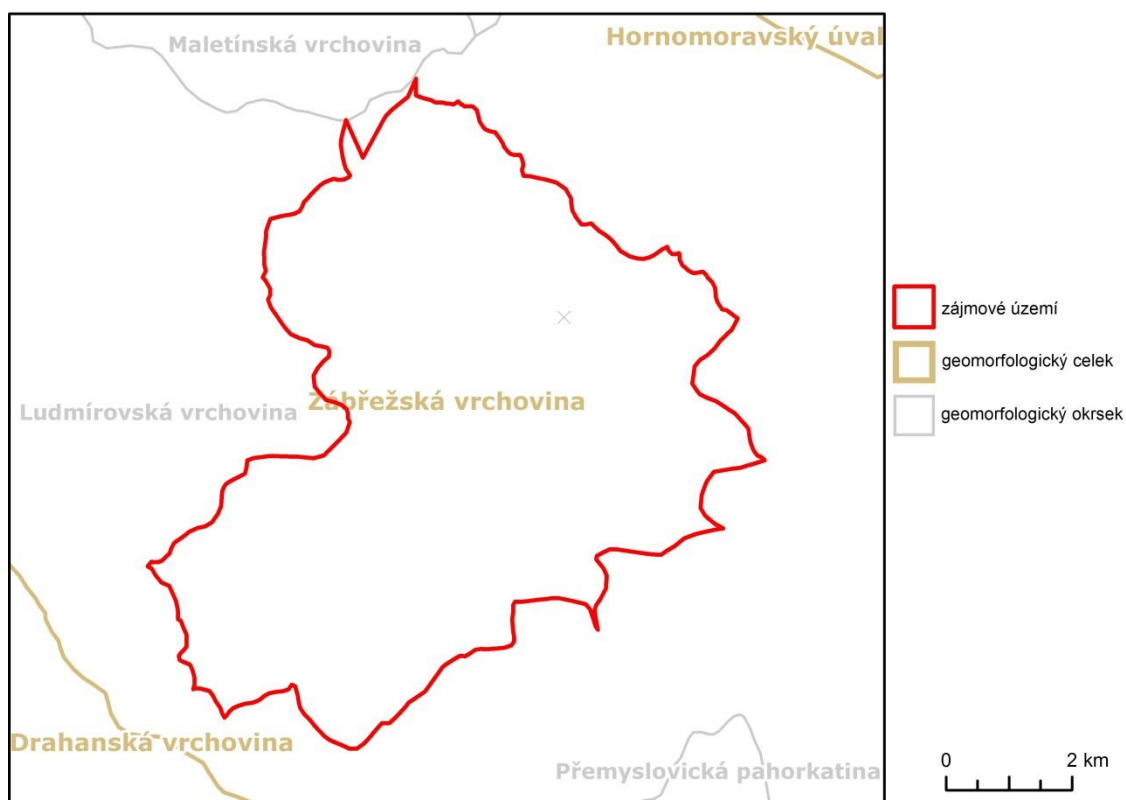 Maletínská vrchovina
Hornomoravský úval
Ludmírovská vrchovina
Zábřežská vrchovina
Drahanská vrchovina
Přemyslovická pahorkatina
zájmové území
geomorfologický celek
geomorfologický okrsek
0 2 km